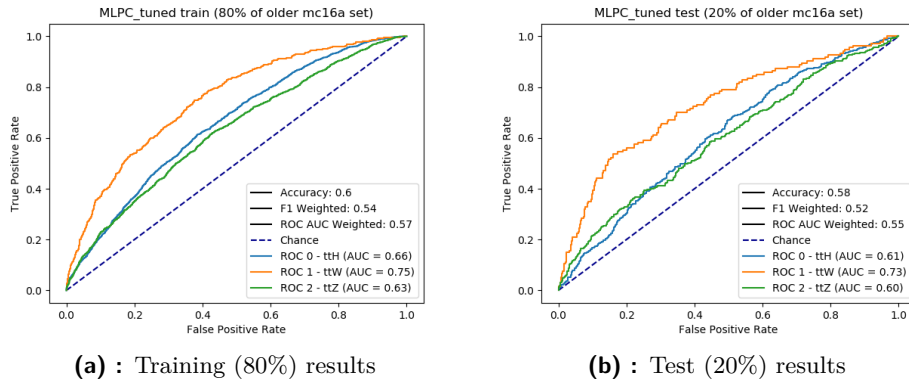 MLPC_tuned train (80% of older mc16a set)
True Positive Rate
1.0
0.8
0.6
0.4
0.2
0.0
Accuracy: 0.6
F1 Weighted: 0.54
ROC AUC Weighted: 0.57
Chance
ROC 0 - ttH (AUC = 0.66)
ROC 1 - ttW (AUC = 0.75)
ROC 2 - ttZ (AUC = 0.63)
0.0 0.2 0.4 0.6 0.8 1.0
False Positive Rate
(a) : Training (80%) results
MLPC_tuned test (20% of older mc16a set)
True Positive Rate
1.0
0.8
0.6
0.4
0.2
0.0
Accuracy: 0.58
F1 Weighted: 0.52
ROC AUC Weighted: 0.55
Chance
ROC 0 - ttH (AUC = 0.61)
ROC 1 - ttW (AUC = 0.73)
ROC 2 - ttZ (AUC = 0.60)
0.0 0.2 0.4 0.6 0.8 1.0
False Positive Rate
(b) : Test (20%) results